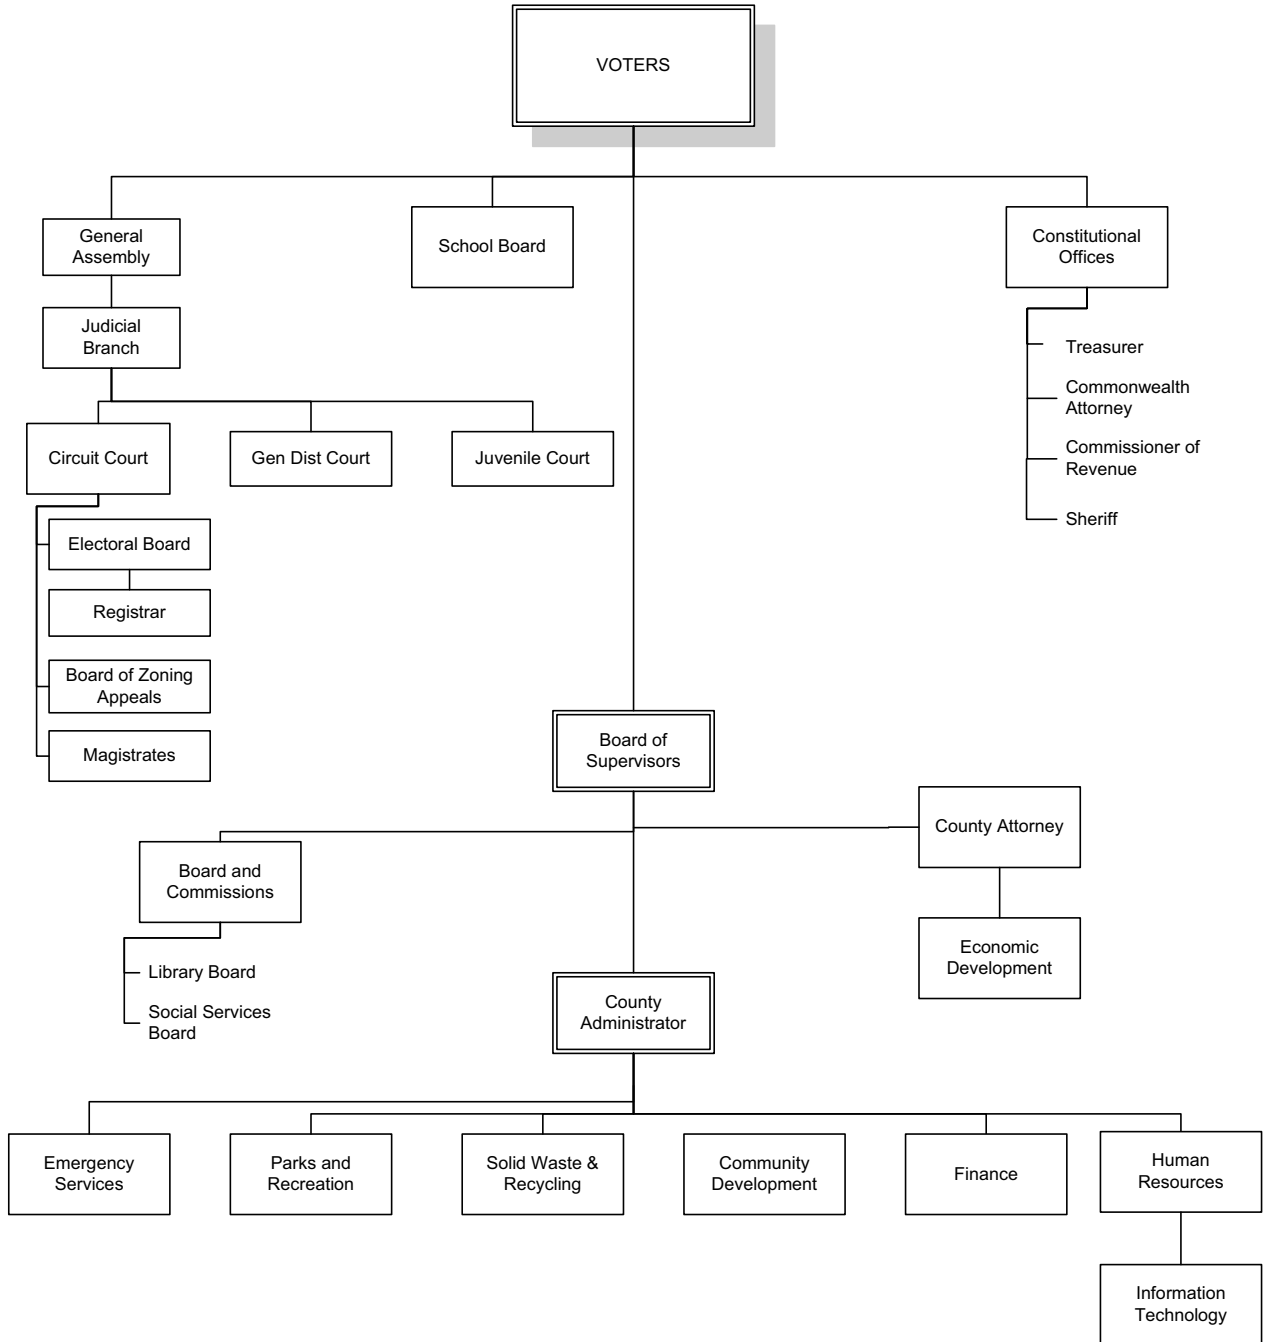 VOTERS
General
Assembly
School Board
Constitutional
Offices
Judicial
Branch
Treasurer
Commonwealth
Attorney
Commissioner of
Revenue
Sheriff
Circuit Court
Gen Dist Court
Juvenile Court
Electoral Board
Registrar
Board of Zoning
Appeals
Magistrates
Board of
Supervisors
County Attorney
Board and
Commissions
Economic
Development
Library Board
Social Services
Board
County
Administrator
Emergency
Services
Parks and
Recreation
Solid Waste &
Recycling
Community
Development
Finance
Human
Resources
Information
Technology